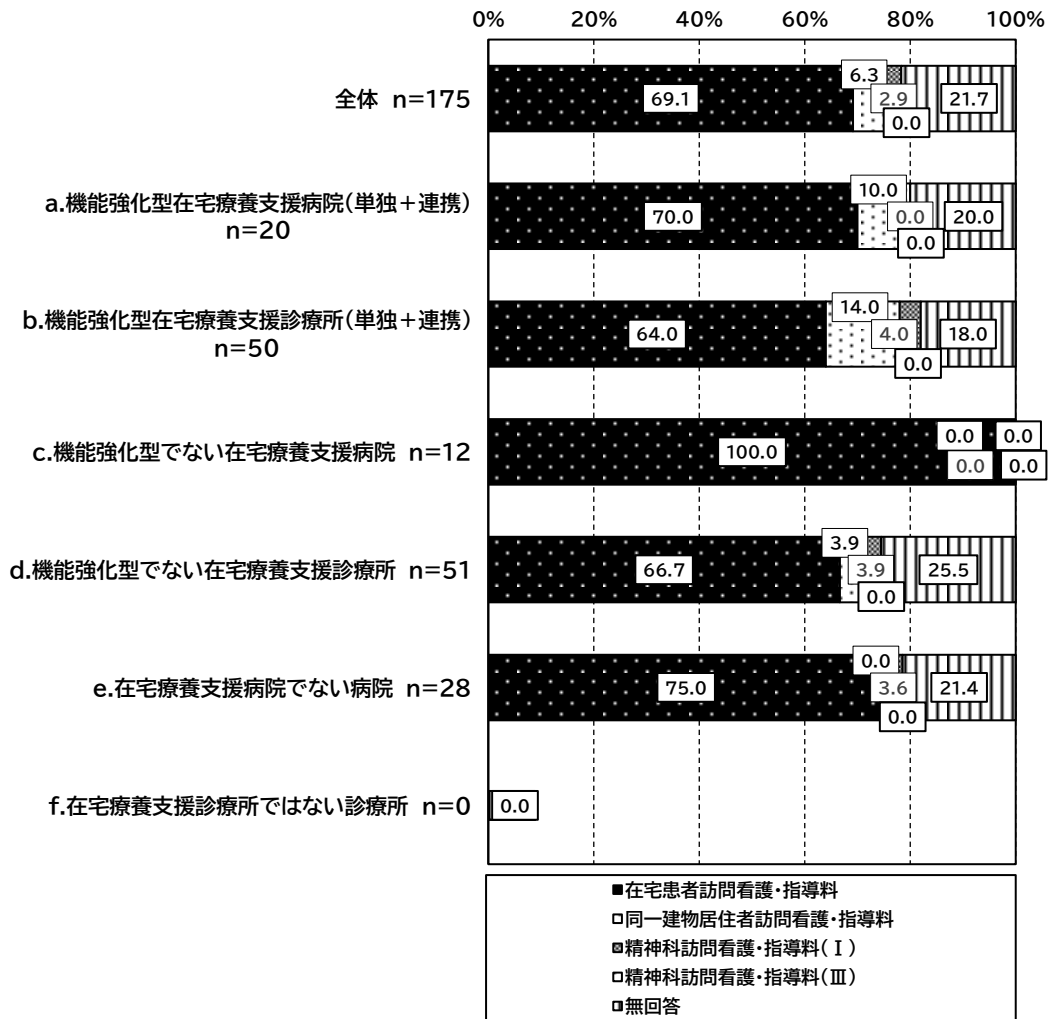 0% 20% 40% 60% 80% 100%
全体 n=175
69.1
6.3
2.9
0.0
21.7
a.機能強化型在宅療養支援病院(単独+連携)
n=20
70.0
10.0
0.0
0.0
20.0
b.機能強化型在宅療養支援診療所(単独+連携)
n=50
64.0
14.0
4.0
0.0
18.0
c.機能強化型でない在宅療養支援病院 n=12
100.0
0.0
0.0
0.0
0.0
d.機能強化型でない在宅療養支援診療所 n=51
66.7
3.9
3.9
0.0
25.5
e.在宅療養支援病院でない病院 n=28
75.0
0.0
3.6
0.0
21.4
f.在宅療養支援診療所ではない診療所 n=0
0.0
在宅患者訪問看護・指導料
同一建物居住者訪問看護・指導料
精神科訪問看護・指導料(Ⅰ)
精神科訪問看護・指導料(Ⅲ)
無回答